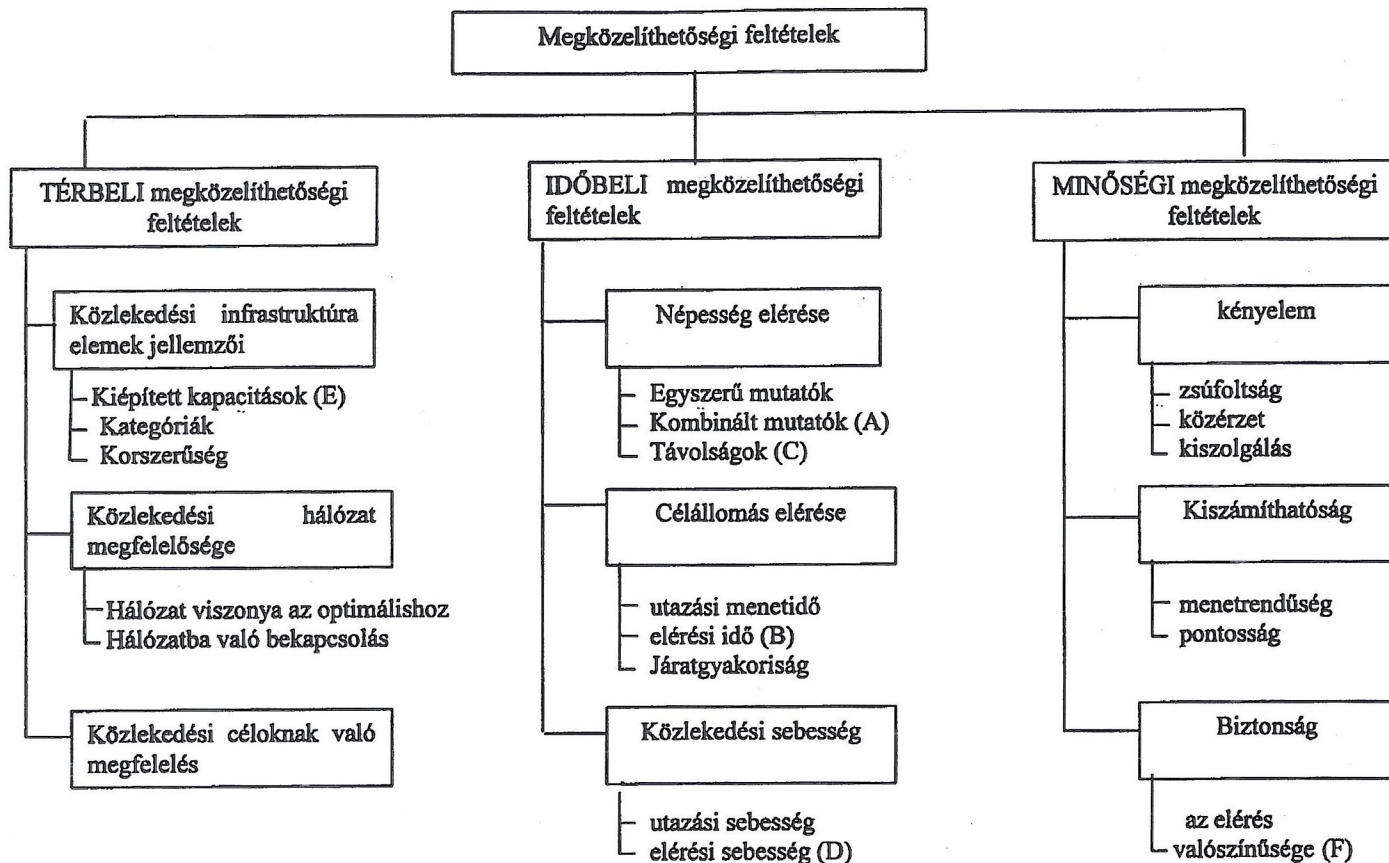 Megközelíthetőségi feltételek
TÉRBELI megközelíthetőségi
feltételek
Közlekedési infrastruktúra
elemek jellemzői
Kiépített kapacitások (E)
Kategóriák
Korszerűség
Közlekedési hálózat
megfelelősége
Hálózat viszonya az optimálishoz
Hálózatba való bekapcsolás
Közlekedési céloknak való
megfelelés
IDŐBELI megközelíthetőségi
feltételek
Népesség elérése
Egyszerű mutatók
Kombinált mutatók (A)
Távolságok (C)
Célállomás elérése
utazási menetidő
elérési idő (B)
Járatgyakoriság
Közlekedési sebesség
utazási sebesség
elérési sebesség (D)
MINŐSÉGI megközelíthetőségi
feltételek
kényelem
zsúfoltság
közérzet
kiszolgálás
Kiszámíthatóság
menetrendűség
pontosság
Biztonság
az elérés
valószínűsége (F)